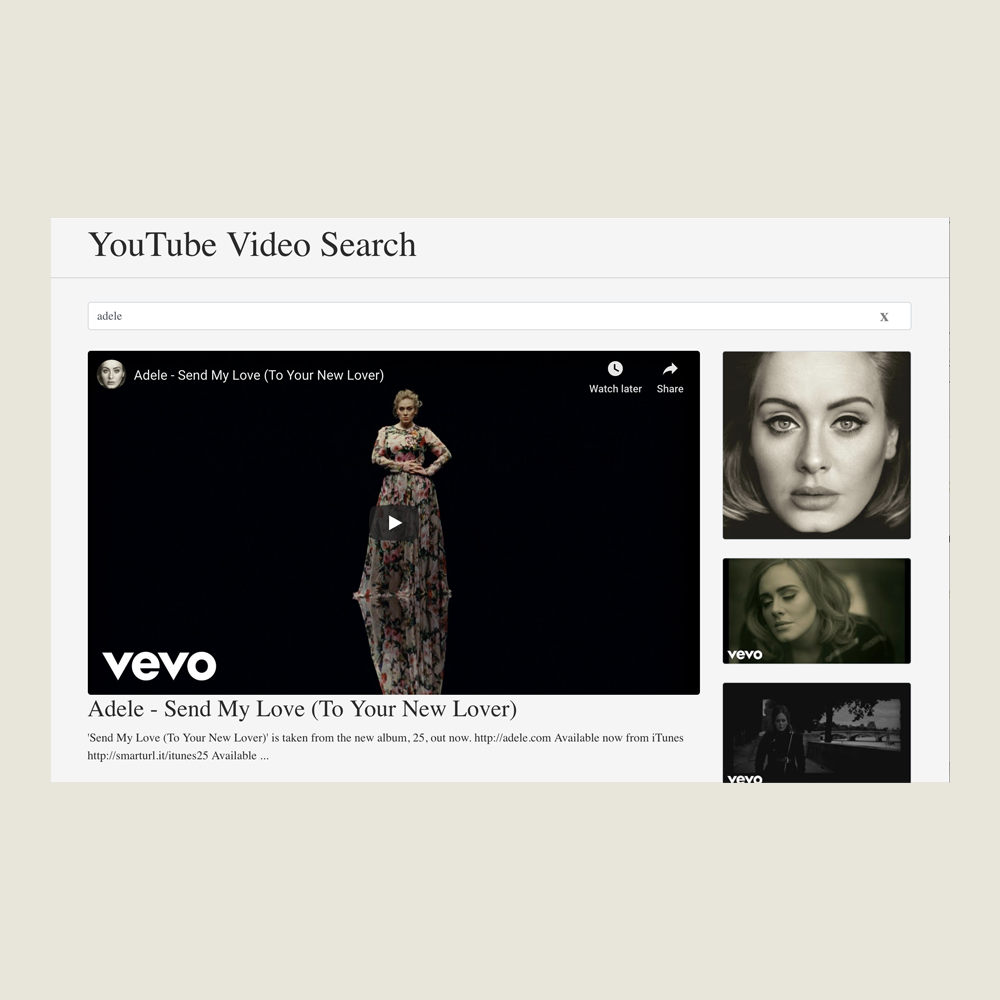 YouTube Video Search
adele
x
Adele - Send My Love (To Your New Lover)
Watch later
Share
vevo
Adele - Send My Love (To Your New Lover)
'Send My Love (To Your New Lover)' is taken from the new album, 25, out now. http://adele.com Available now from iTunes
http://smarturl.it/itunes25 Available ...
vevo
vevo